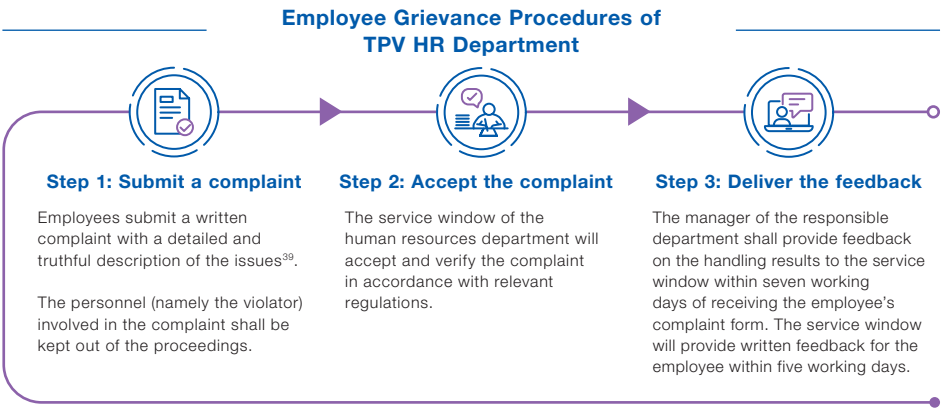 Employee Grievance Procedures of
TPV HR Department
Step 1: Submit a complaint
Employees submit a written
complaint with a detailed and
truthful description of the issues³⁹.
The personnel (namely the violator)
involved in the complaint shall be
kept out of the proceedings.
Step 2: Accept the complaint
The service window of the
human resources department will
accept and verify the complaint
in accordance with relevant
regulations.
Step 3: Deliver the feedback
The manager of the responsible
department shall provide feedback
on the handling results to the service
window within seven working
days of receiving the employee's
complaint form. The service window
will provide written feedback for the
employee within five working days.